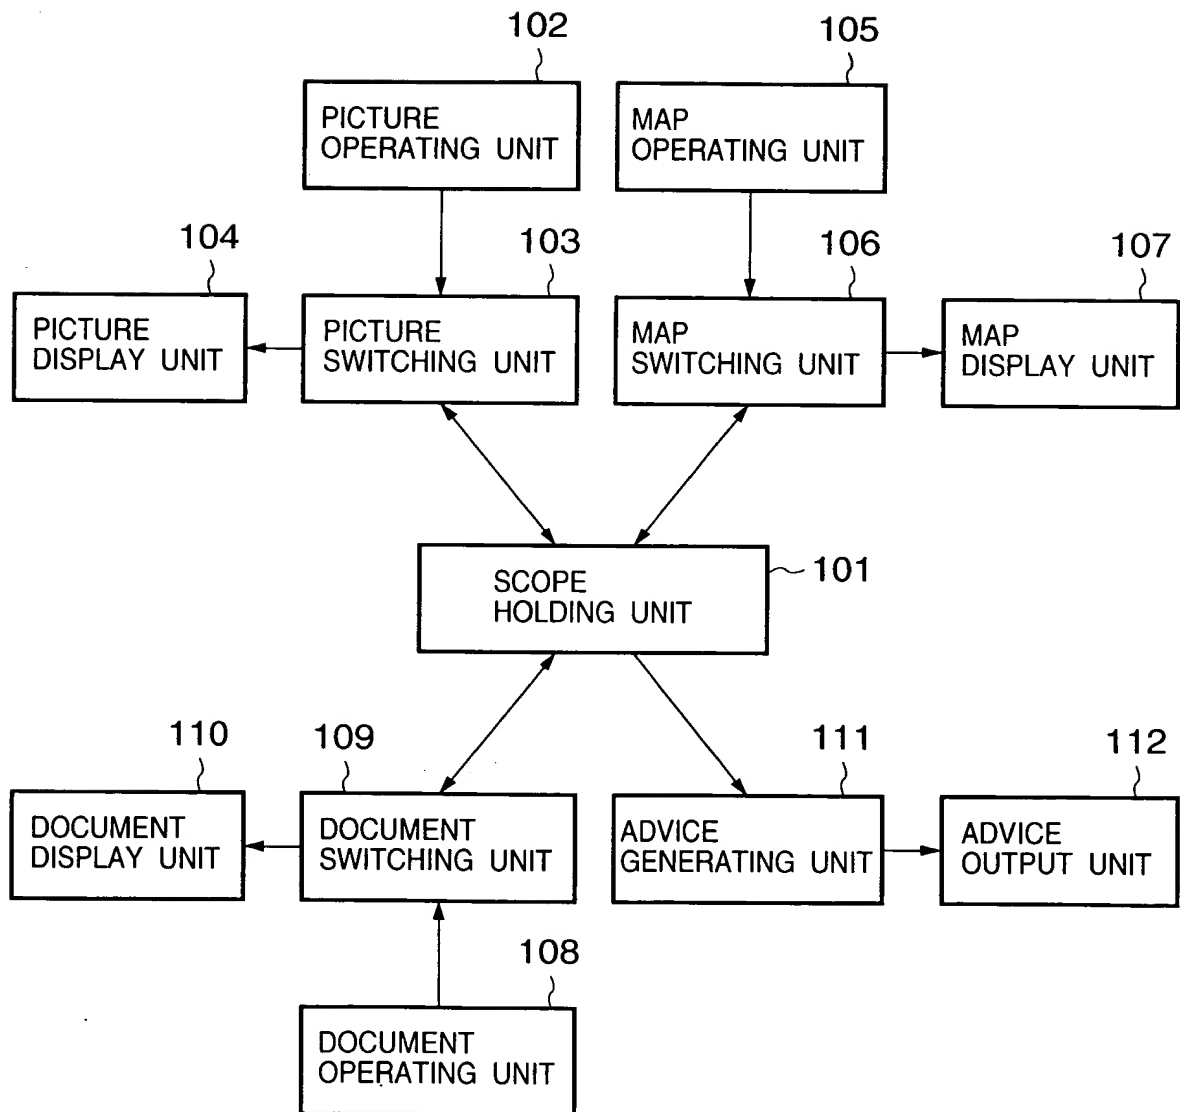 102
105
PICTURE
OPERATING UNIT
MAP
OPERATING UNIT
104
103
106
107
PICTURE
DISPLAY UNIT
PICTURE
SWITCHING UNIT
MAP
SWITCHING UNIT
MAP
DISPLAY UNIT
SCOPE
HOLDING UNIT
101
110
109
111
112
DOCUMENT
DISPLAY UNIT
DOCUMENT
SWITCHING UNIT
ADVICE
GENERATING UNIT
ADVICE
OUTPUT UNIT
108
DOCUMENT
OPERATING UNIT